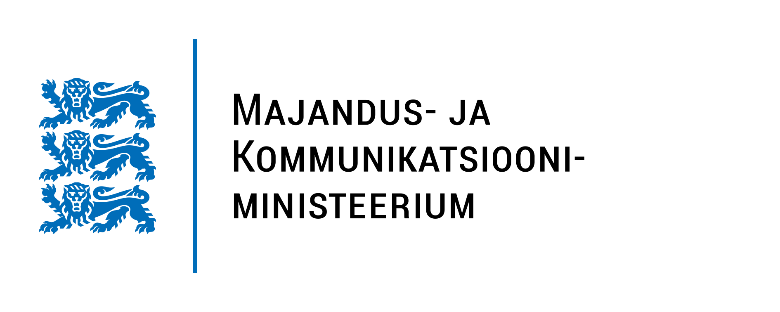 Majandus- ja
Kommunikatsiooni-
ministeerium